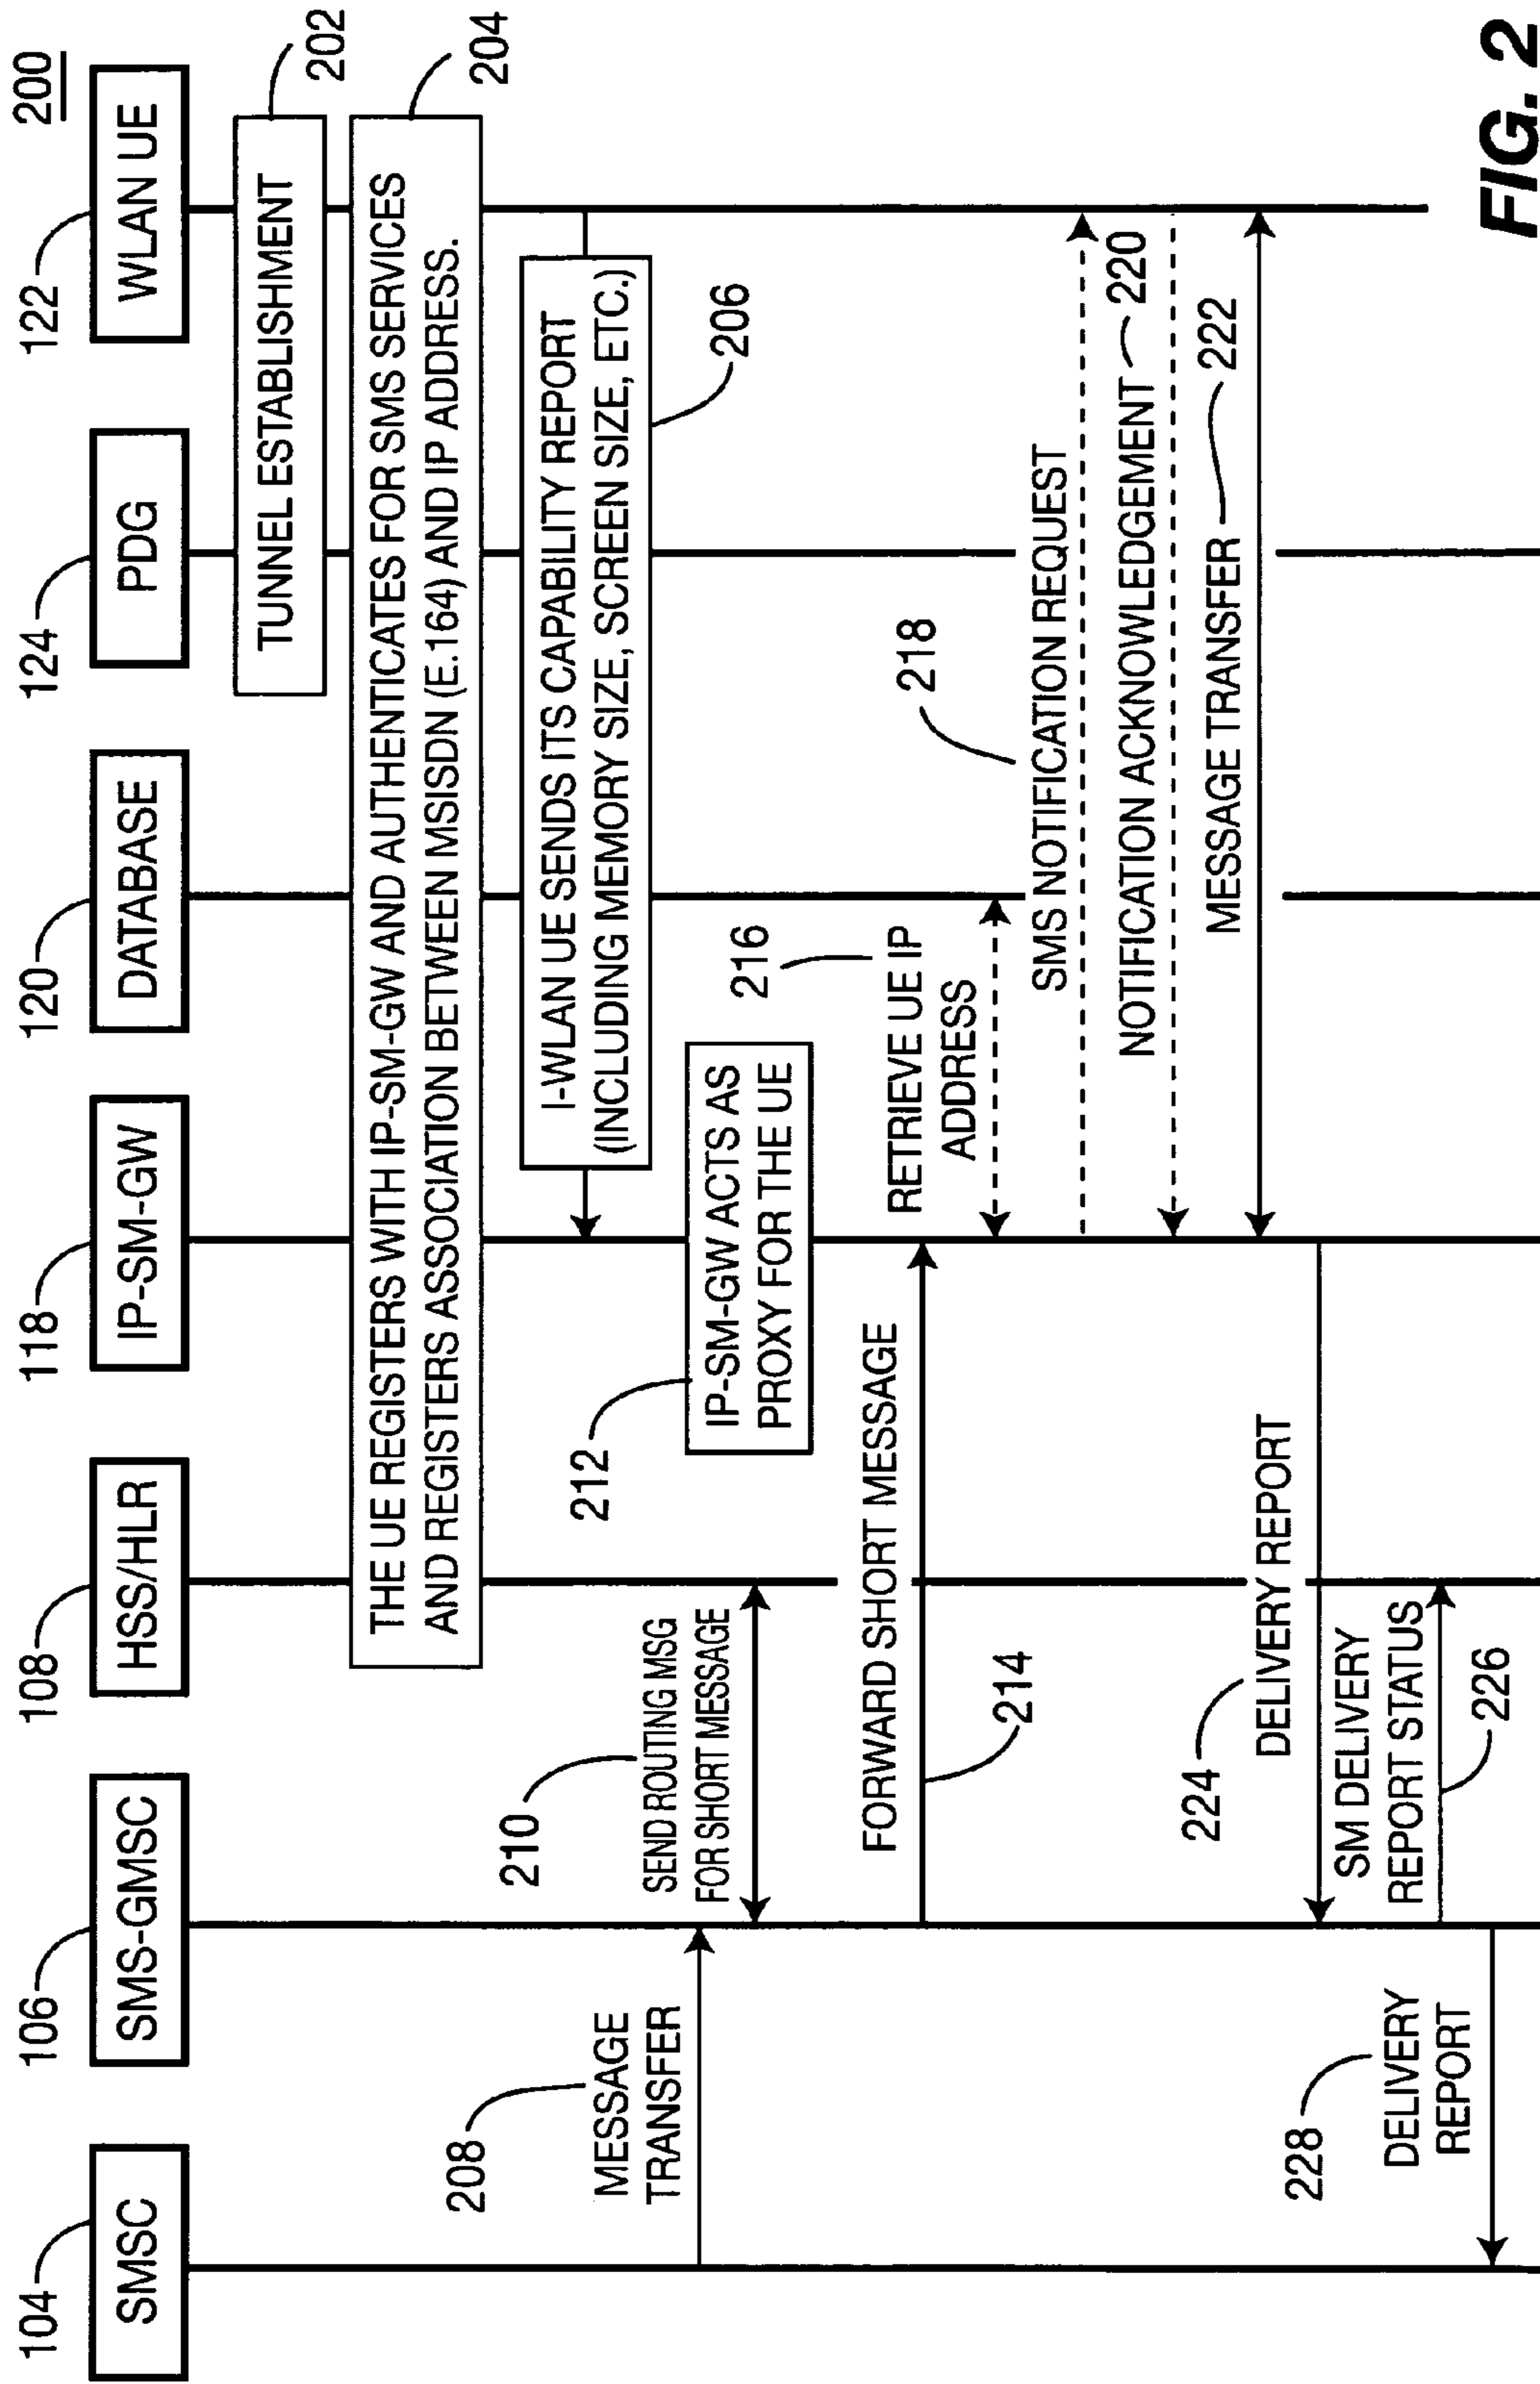 200
104
106
108
118
120
124
122
SMSC
SMS-GMSC
HSS/HLR
IP-SM-GW
DATABASE
PDG
WLAN UE
TUNNEL ESTABLISHMENT
202
THE UE REGISTERS WITH IP-SM-GW AND AUTHENTICATES FOR SMS SERVICES
AND REGISTERS ASSOCIATION BETWEEN MSISDN (E.164) AND IP ADDRESS.
204
I-WLAN UE SENDS ITS CAPABILITY REPORT
(INCLUDING MEMORY SIZE, SCREEN SIZE, ETC.)
206
208
MESSAGE
TRANSFER
210
SEND ROUTING MSG
FOR SHORT MESSAGE
212
IP-SM-GW ACTS AS
PROXY FOR THE UE
FORWARD SHORT MESSAGE
214
216
RETRIEVE UE IP
ADDRESS
218
SMS NOTIFICATION REQUEST
NOTIFICATION ACKNOWLEDGEMENT
220
MESSAGE TRANSFER
222
224
DELIVERY REPORT
SM DELIVERY
REPORT STATUS
226
228
DELIVERY
REPORT
FIG. 2